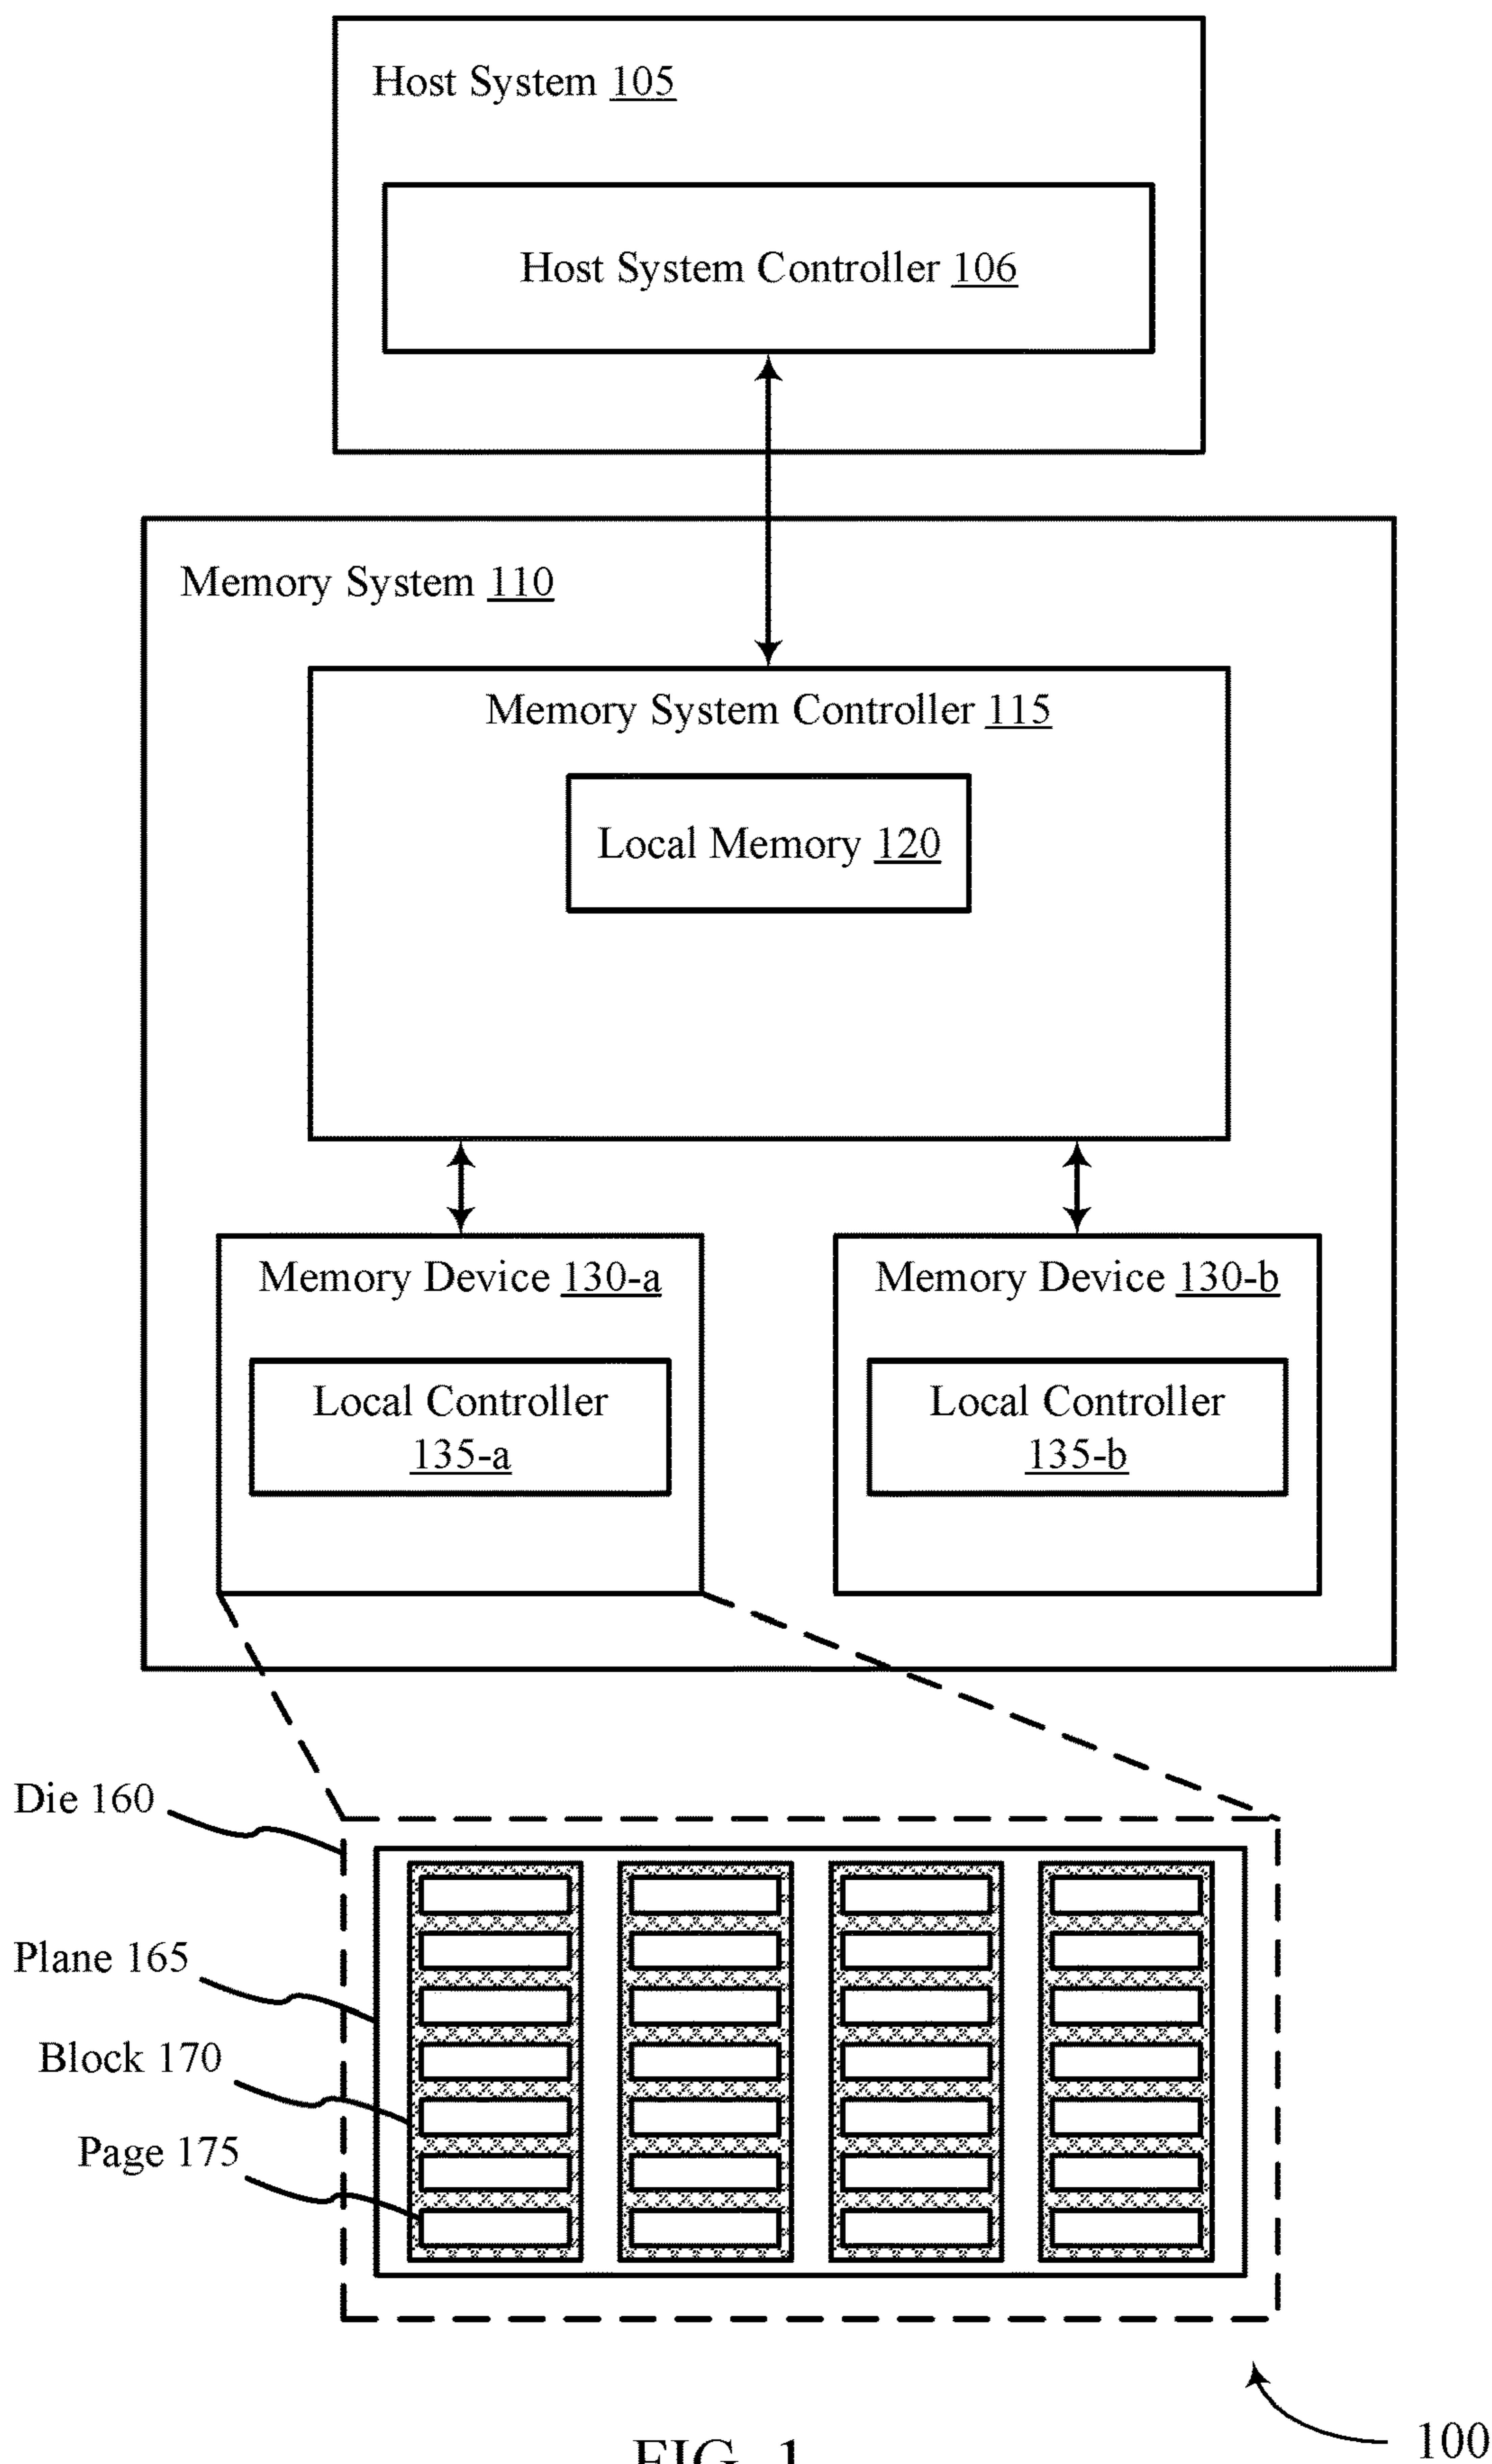 Host System 105
Host System Controller 106
Memory System 110
Memory System Controller 115
Local Memory 120
Memory Device 130-a
Local Controller
135-a
Memory Device 130-b
Local Controller
135-b
Die 160
Plane 165
Block 170
Page 175
100
FIG. 1